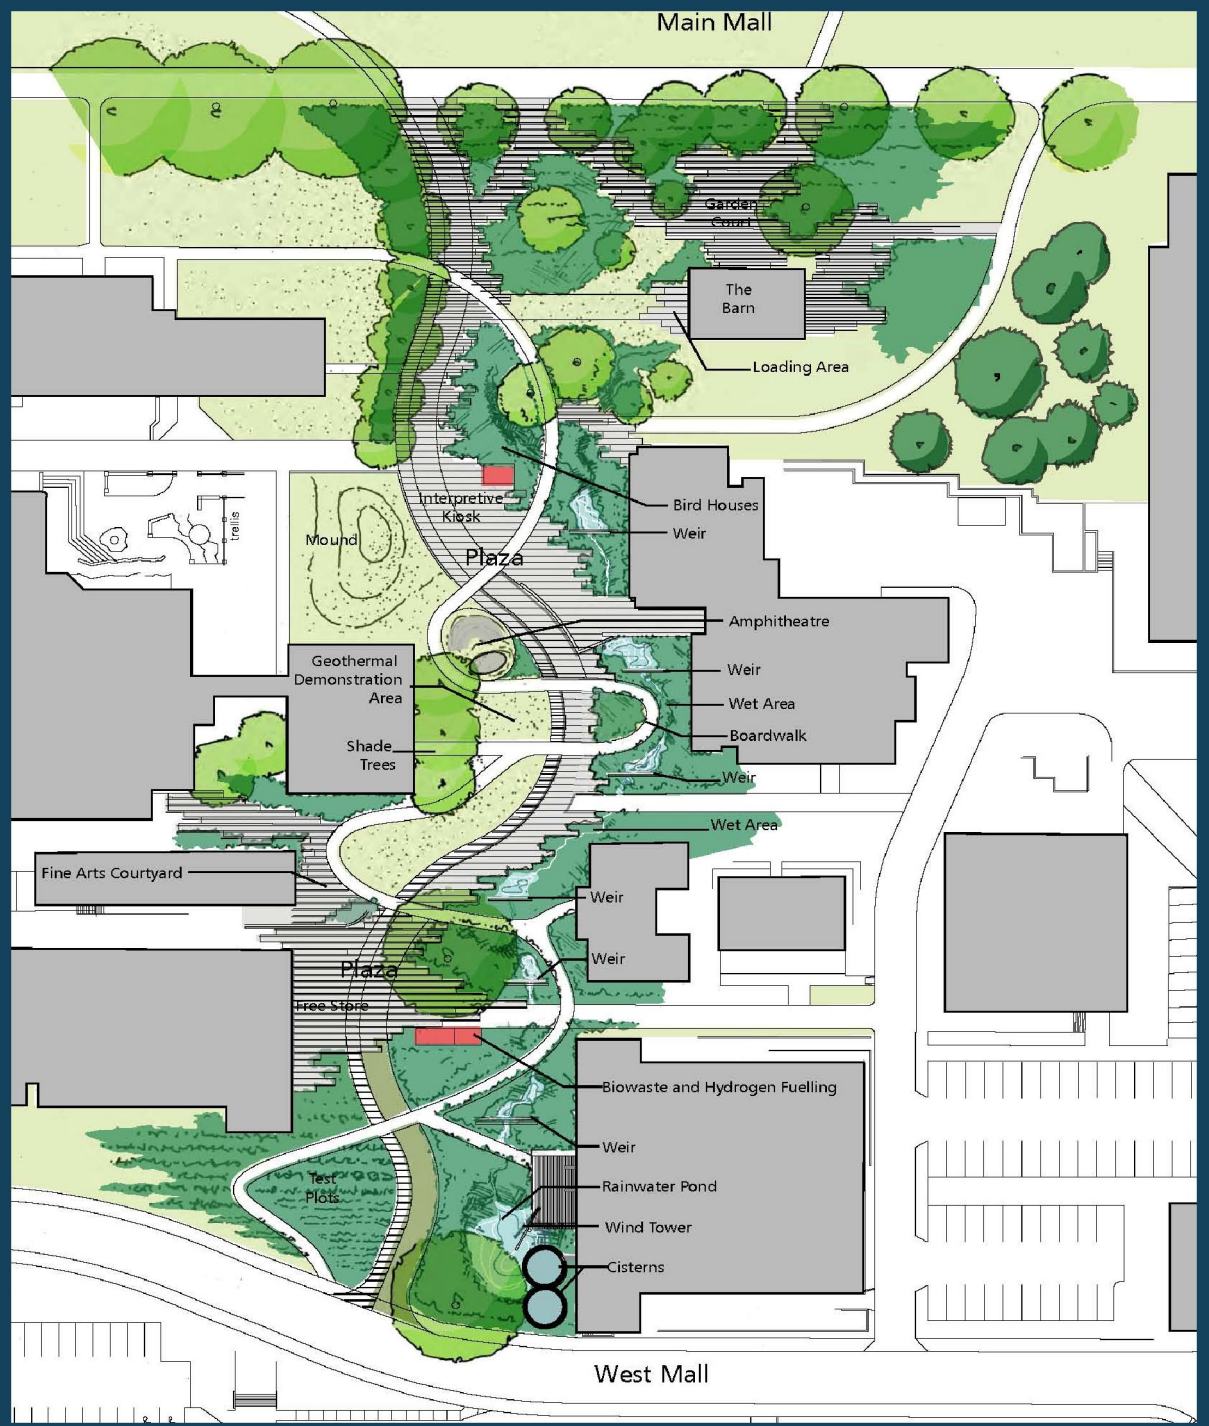 Main Mall
Garden
Court
The
Barn
Loading Area
Bird Houses
Interpretive
Kiosk
trellis
Weir
Mound
Plaza
Amphitheatre
Geothermal
Demonstration
Area
Weir
Wet Area
Boardwalk
Shade
Trees
Weir
Wet Area
Fine Arts Courtyard
Weir
Weir
Plaza
Free Store
Biowaste and Hydrogen Fuelling
Weir
Test
Plots
Rainwater Pond
Wind Tower
Cisterns
West Mall